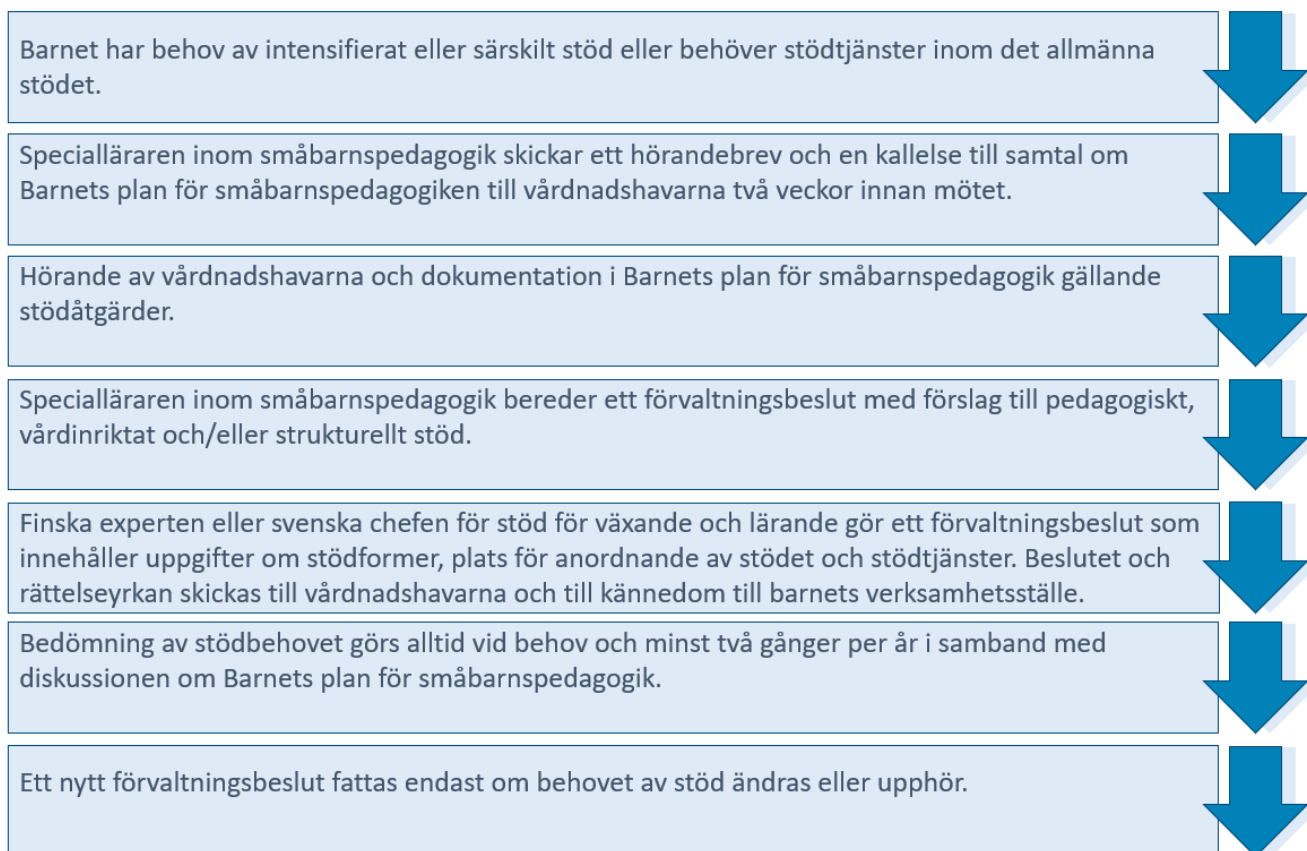 Barnet har behov av intensifierat eller särskilt stöd eller behöver stödtjänster inom det allmänna
stödet.
Specialläraren inom småbarnspedagogik skickar ett hörandebrev och en kallelse till samtal om
Barnets plan för småbarnspedagogiken till vårdnadshavarna två veckor innan mötet.
Hörande av vårdnadshavarna och dokumentation i Barnets plan för småbarnspedagogik gällande
stödåtgärder.
Specialläraren inom småbarnspedagogik bereder ett förvaltningsbeslut med förslag till pedagogiskt,
vårdinriktat och/eller strukturellt stöd.
Finska experten eller svenska chefen för stöd för växande och lärande gör ett förvaltningsbeslut som
innehåller uppgifter om stödformer, plats för anordnande av stödet och stödtjänster. Beslutet och
rättelseyrkan skickas till vårdnadshavarna och till kännedom till barnets verksamhetsställe.
Bedömning av stödbehovet görs alltid vid behov och minst två gånger per år i samband med
diskussionen om Barnets plan för småbarnspedagogik.
Ett nytt förvaltningsbeslut fattas endast om behovet av stöd ändras eller upphör.